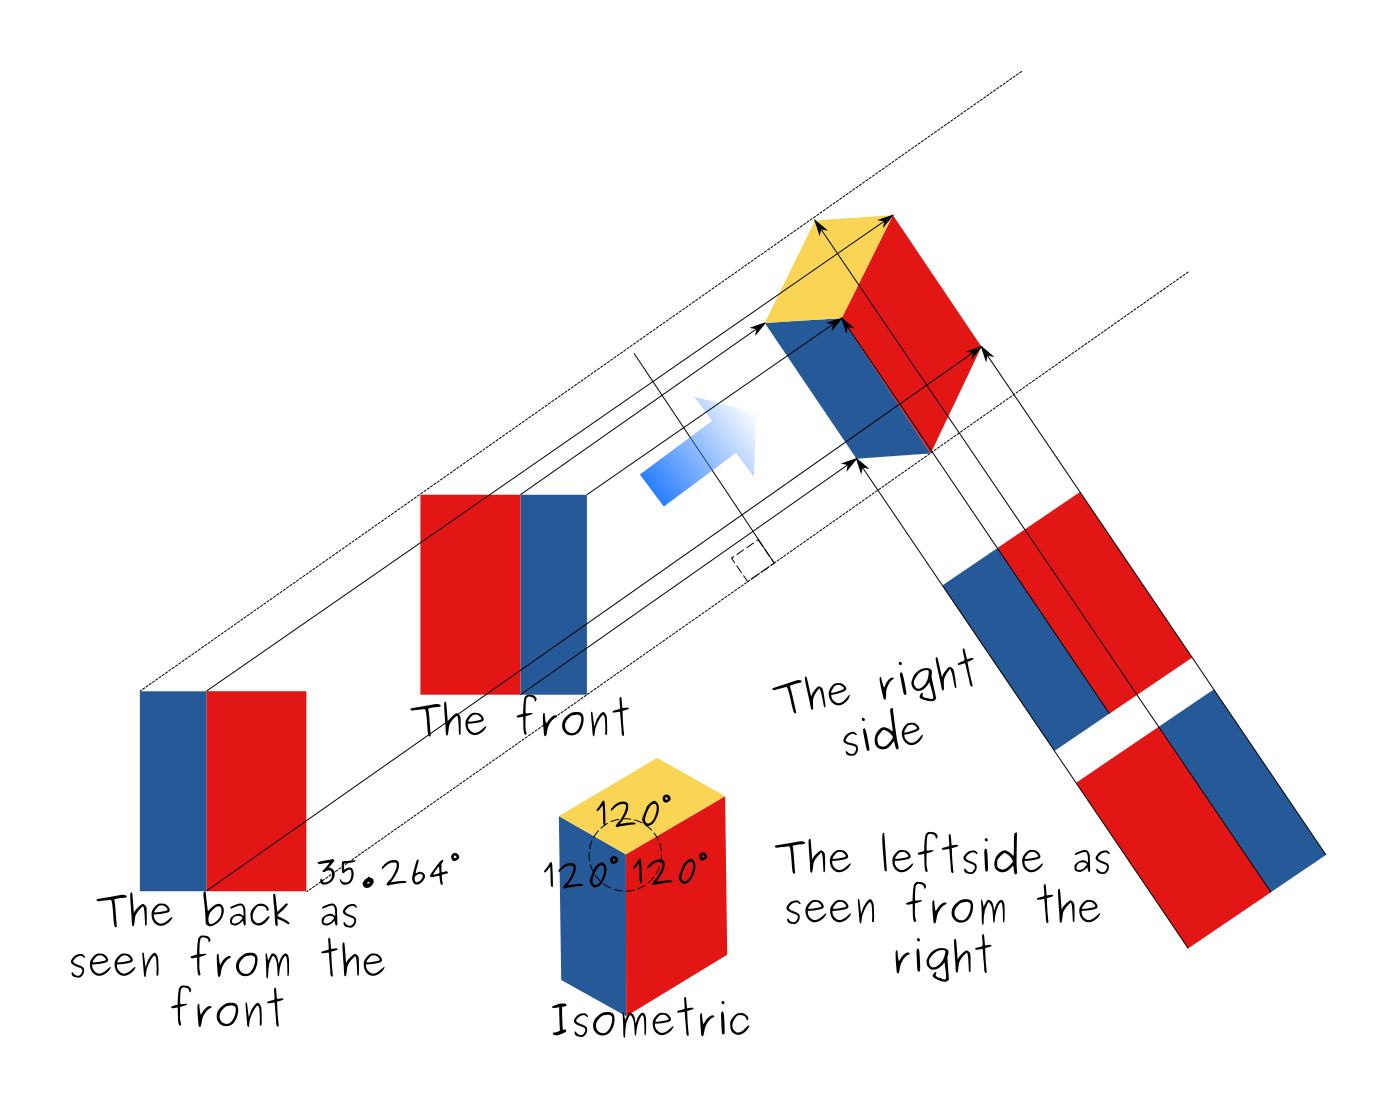 The front
35.264°
The back as
seen from the
front
120°
120°
120°
Isometric
The right
side
The leftside as
seen from the
right